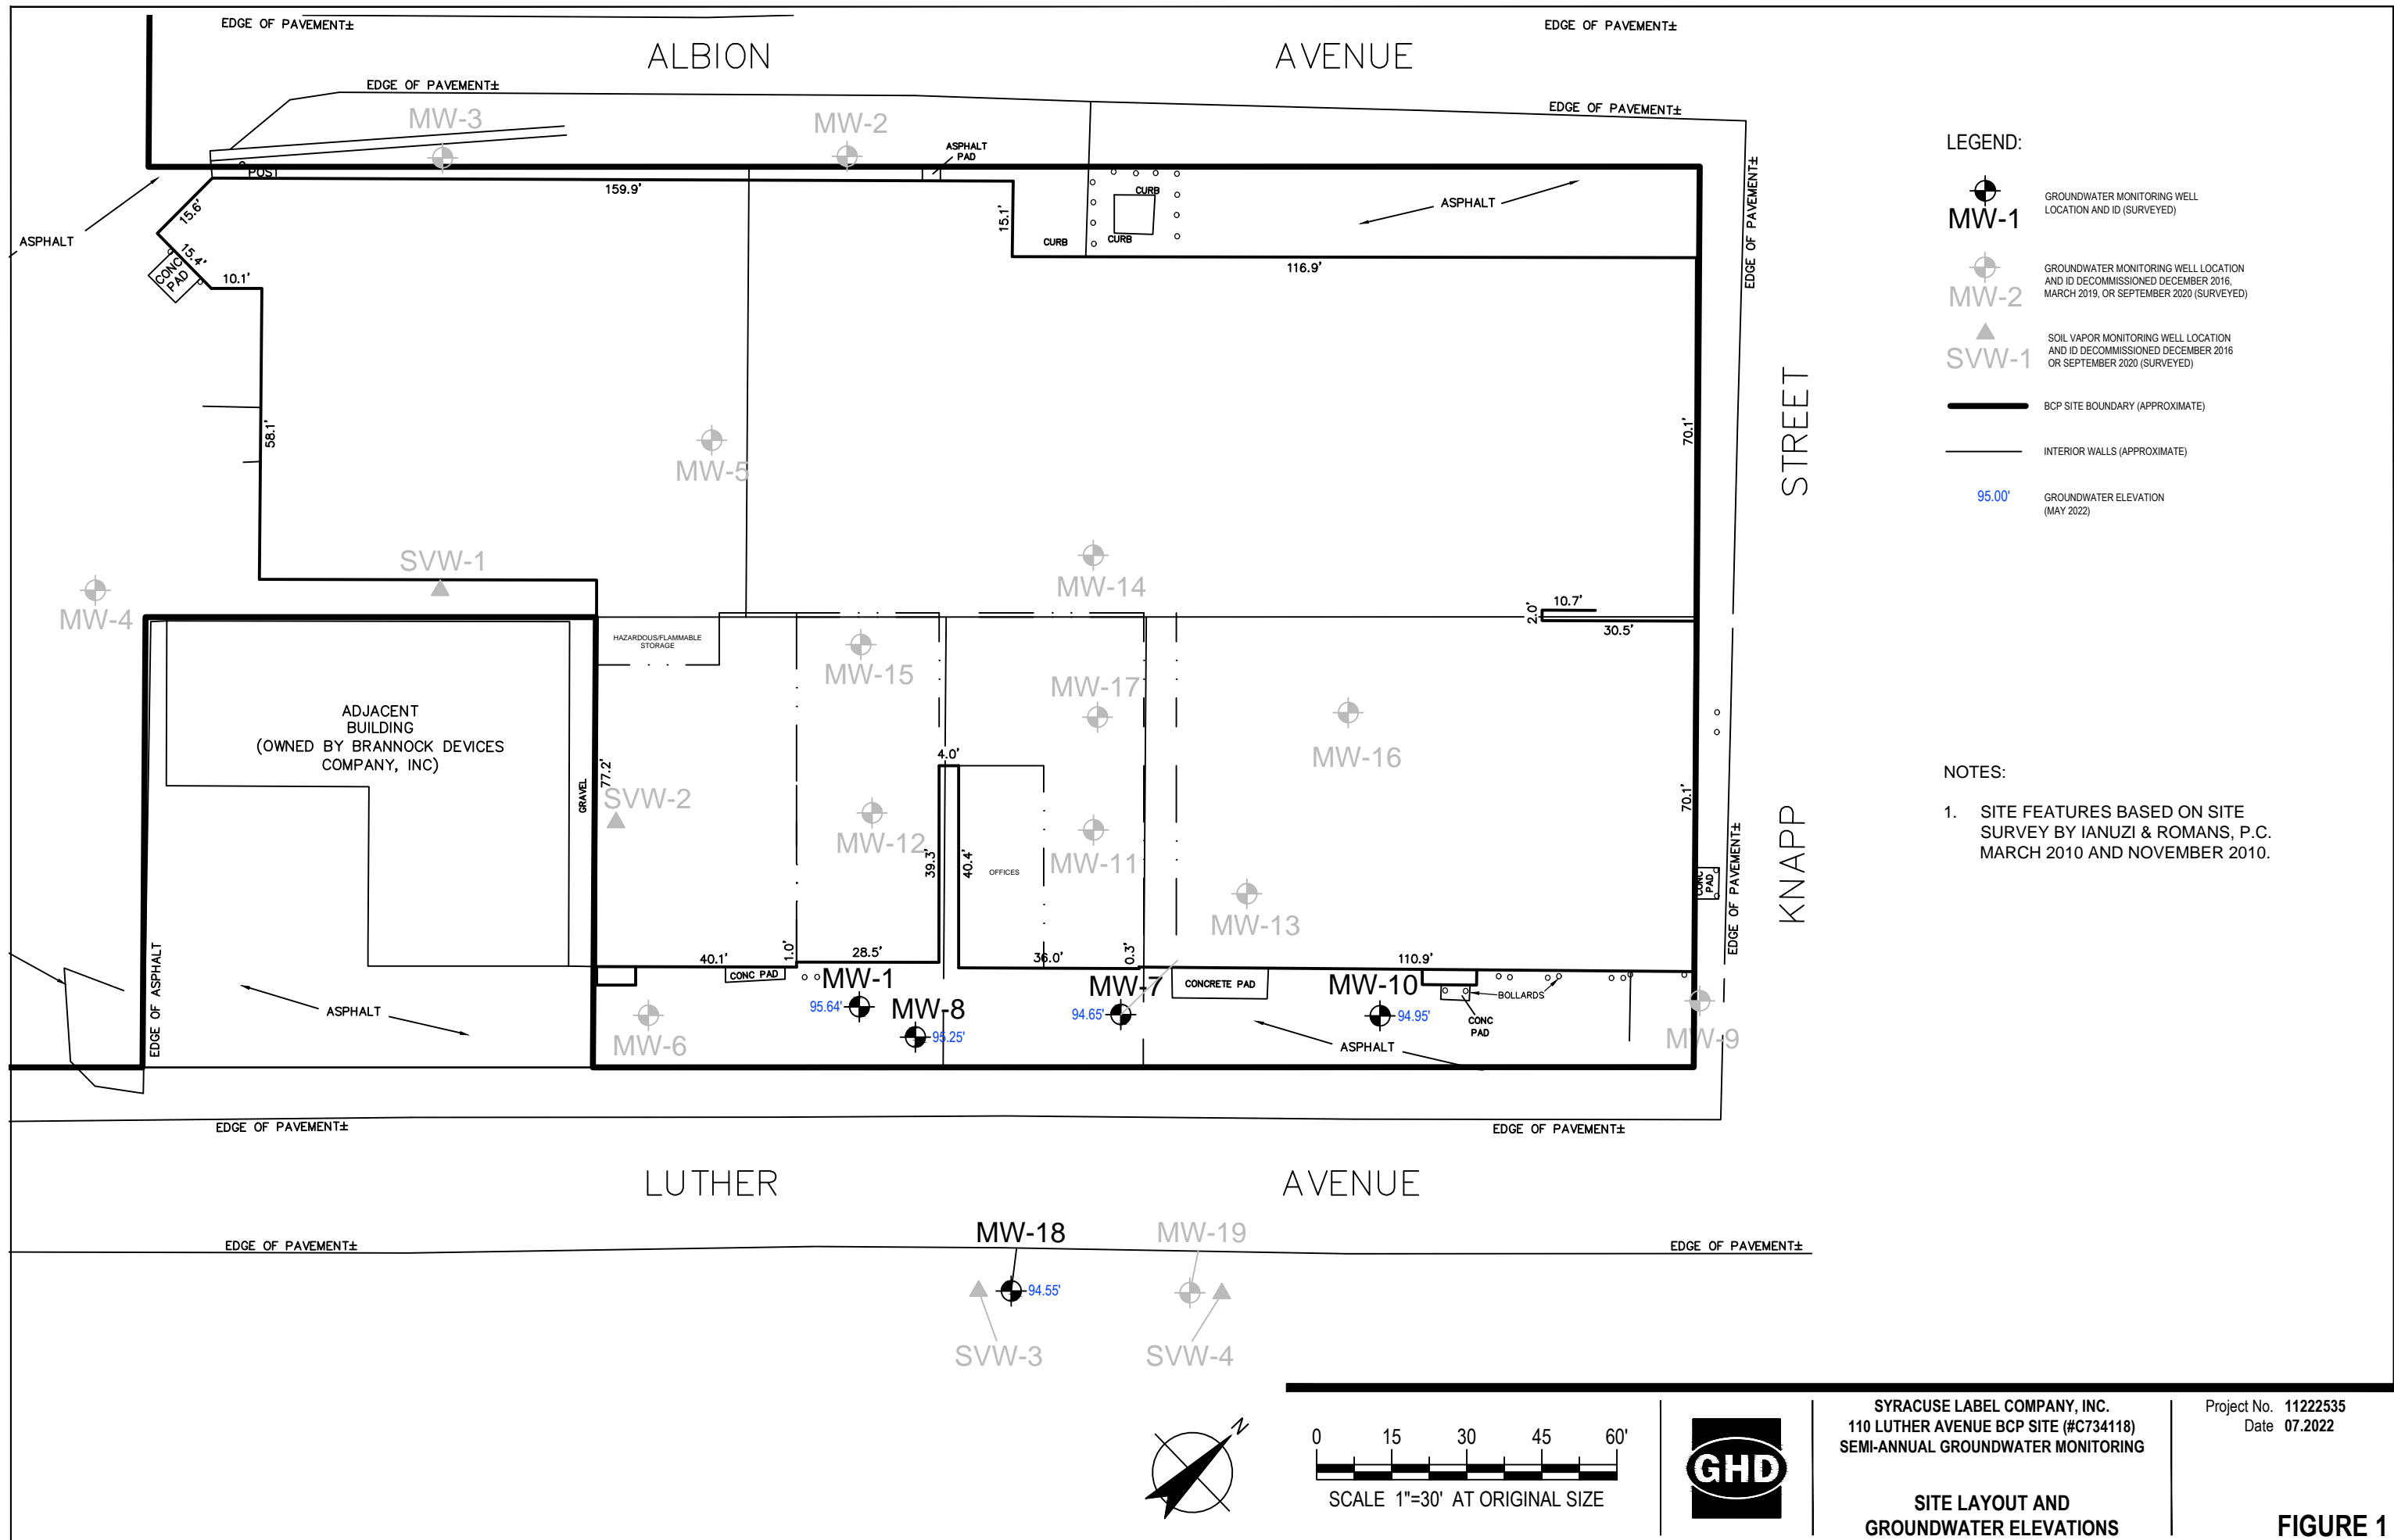 EDGE OF PAVEMENT±
EDGE OF PAVEMENT±
ALBION AVENUE
EDGE OF PAVEMENT±
EDGE OF PAVEMENT±
MW-3
MW-2
ASPHALT
PAD
POST
159.9'
15.6'
15.4'
CONC
PAD
10.1'
ASPHALT
15.1'
CURB
CURB
CURB
ASPHALT
116.9'
EDGE OF PAVEMENT±
58.1'
MW-5
70.1'
STREET
SVW-1
MW-4
MW-14
10.7'
2.0'
30.5'
HAZARDOUS/FLAMMABLE
STORAGE
MW-15
MW-17
MW-16
ADJACENT
BUILDING
(OWNED BY BRANNOCK DEVICES
COMPANY, INC)
GRAVEL
77.2'
SVW-2
4.0'
MW-12
39.3'
40.4'
OFFICES
MW-11
MW-13
70.1'
KNAPP
CONC
PAD
EDGE OF PAVEMENT±
EDGE OF ASPHALT
ASPHALT
40.1'
1.0'
28.5'
36.0'
0.3'
110.9'
CONC PAD
MW-1
95.64'
MW-8
95.25'
MW-7
94.65'
CONCRETE PAD
MW-10
94.95'
BOLLARDS
CONC
PAD
ASPHALT
MW-6
MW-9
EDGE OF PAVEMENT±
EDGE OF PAVEMENT±
LUTHER AVENUE
EDGE OF PAVEMENT±
EDGE OF PAVEMENT±
MW-18
MW-19
94.55'
SVW-3
SVW-4
LEGEND:
MW-1
GROUNDWATER MONITORING WELL
LOCATION AND ID (SURVEYED)
MW-2
GROUNDWATER MONITORING WELL LOCATION
AND ID DECOMMISSIONED DECEMBER 2016,
MARCH 2019, OR SEPTEMBER 2020 (SURVEYED)
SVW-1
SOIL VAPOR MONITORING WELL LOCATION
AND ID DECOMMISSIONED DECEMBER 2016
OR SEPTEMBER 2020 (SURVEYED)
BCP SITE BOUNDARY (APPROXIMATE)
INTERIOR WALLS (APPROXIMATE)
95.00'
GROUNDWATER ELEVATION
(MAY 2022)
NOTES:
1. SITE FEATURES BASED ON SITE
SURVEY BY IANUZI & ROMANS, P.C.
MARCH 2010 AND NOVEMBER 2010.
N
0 15 30 45 60'
SCALE 1"=30' AT ORIGINAL SIZE
GHD
SYRACUSE LABEL COMPANY, INC.
110 LUTHER AVENUE BCP SITE (#C734118)
SEMI-ANNUAL GROUNDWATER MONITORING
SITE LAYOUT AND
GROUNDWATER ELEVATIONS
Project No. 11222535
Date 07.2022
FIGURE 1